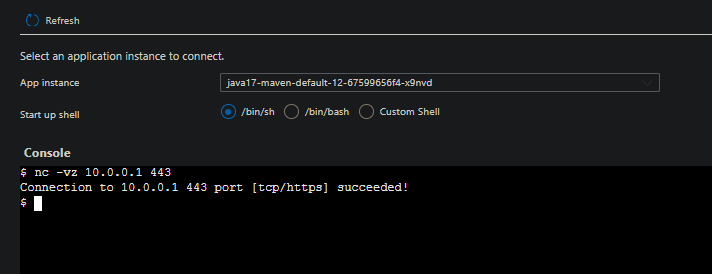 Refresh
Select an application instance to connect.
App instance
java17-maven-default-12-67599656f4-x9nvd
Start up shell
/bin/sh
/bin/bash
Custom Shell
Console
$ nc -vz 10.0.0.1 443
Connection to 10.0.0.1 443 port [tcp/https] succeeded!
$